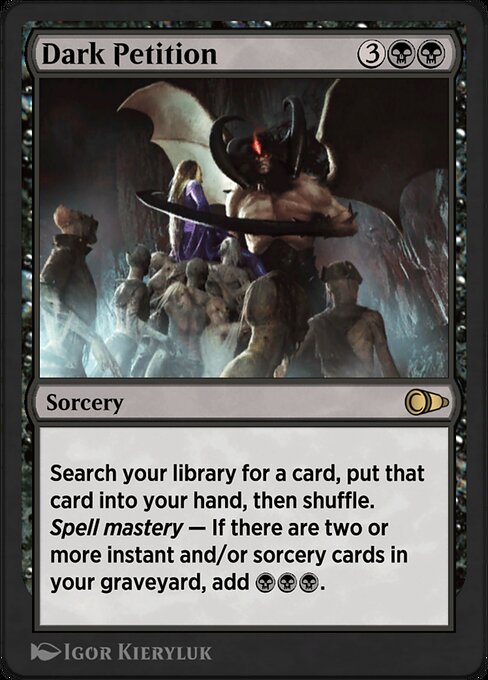 Dark Petition 3
Sorcery
Search your library for a card, put that
card into your hand, then shuffle.
Spell mastery — If there are two or
more instant and/or sorcery cards in
your graveyard, add .
Igor Kieryluk